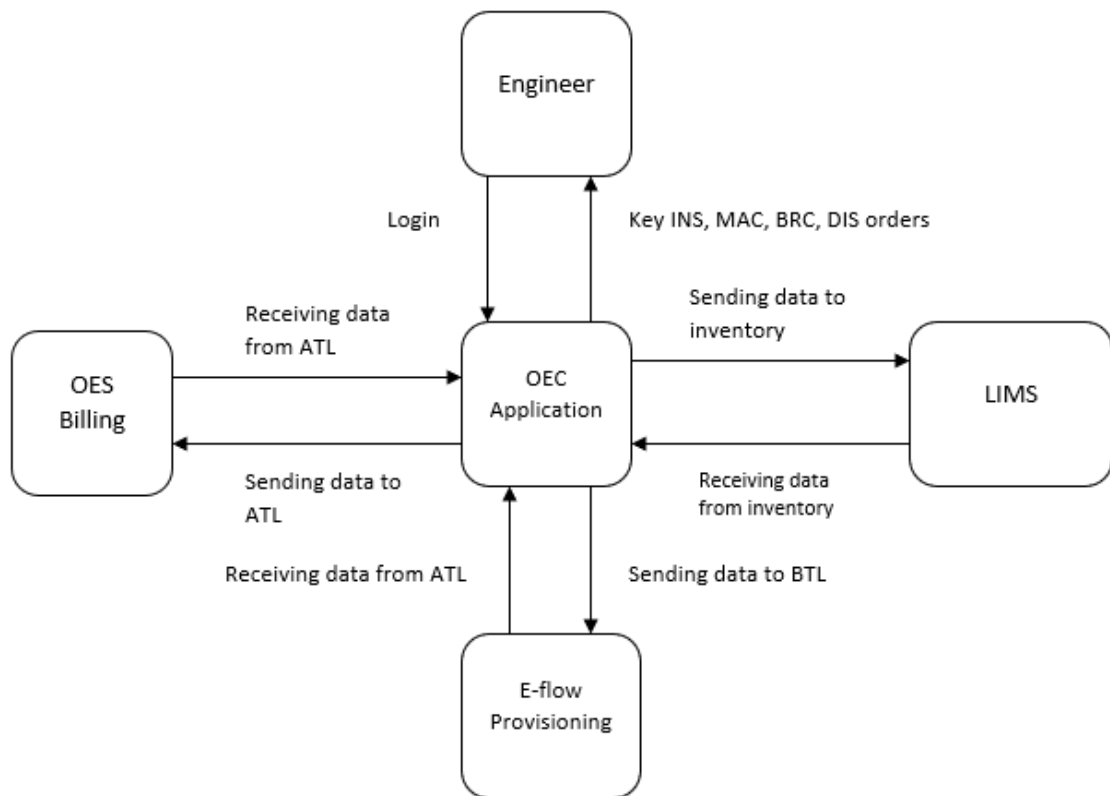 Engineer
Login
Key INS, MAC, BRC, DIS orders
Receiving data
from ATL
Sending data to
inventory
OES
Billing
OEC
Application
LIMS
Sending data to
ATL
Receiving data
from inventory
Receiving data from ATL
Sending data to BTL
E-flow
Provisioning